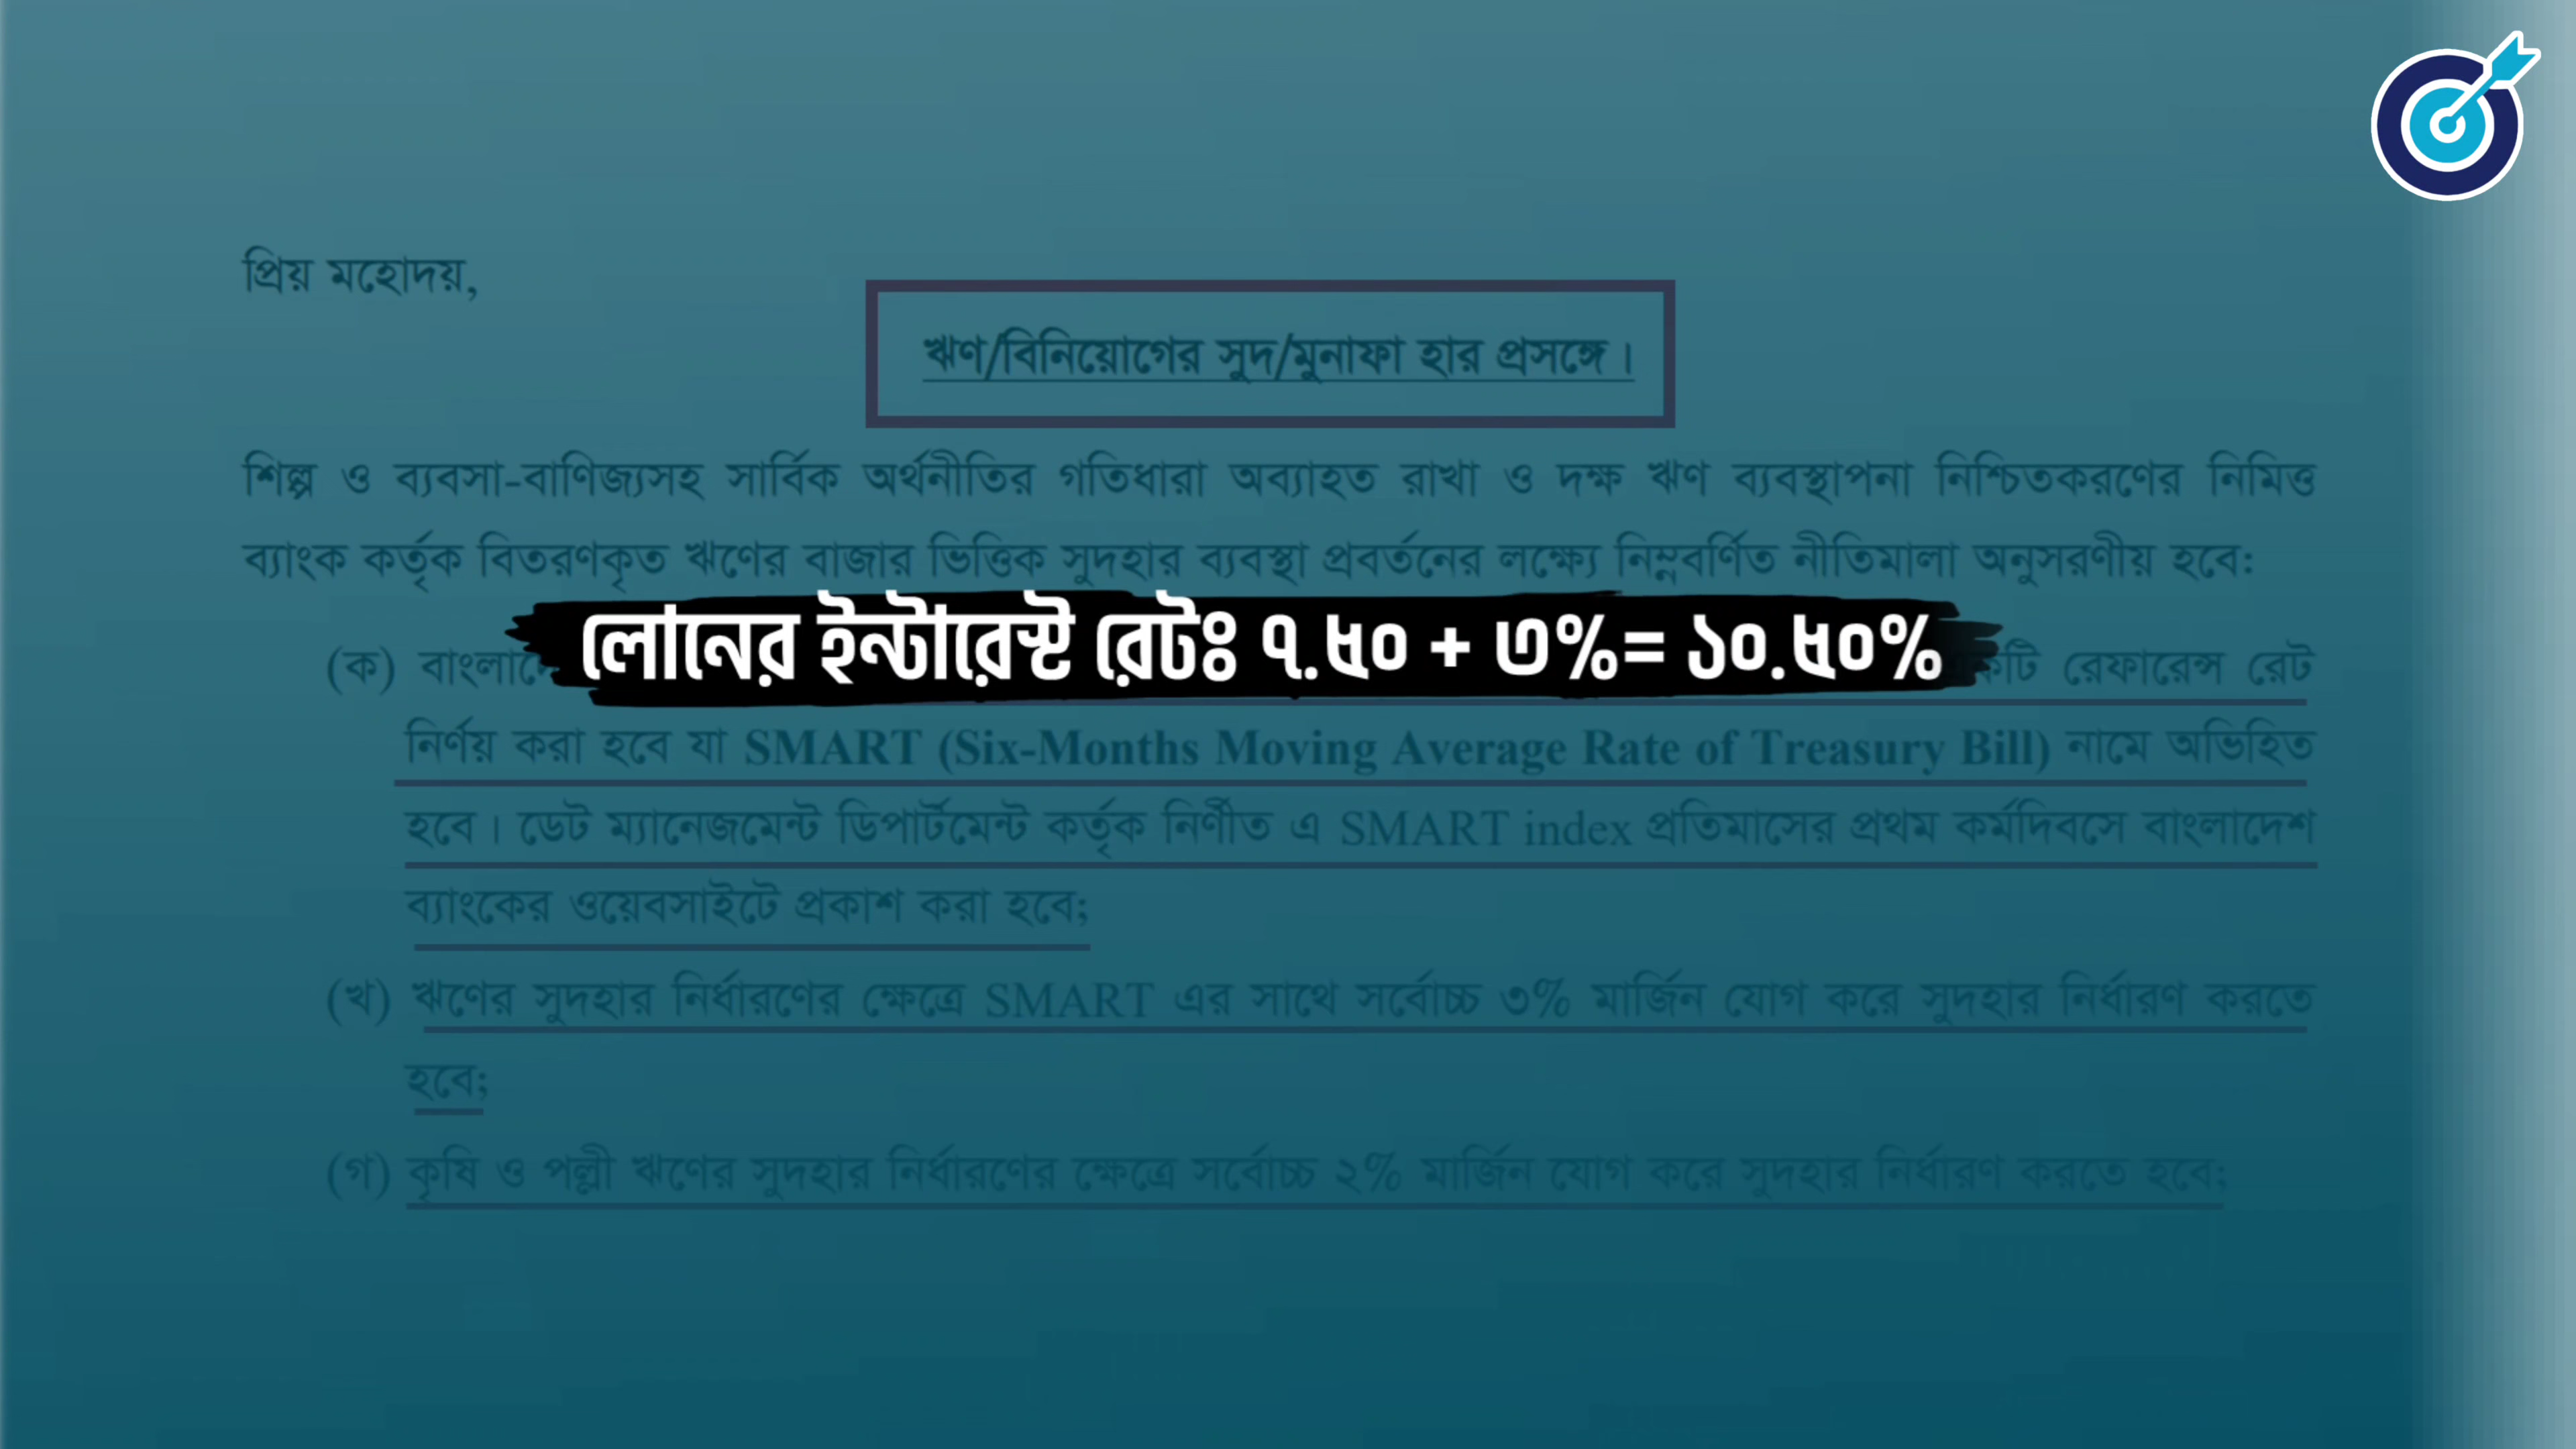 প্রিয় মহোদয়,
ঋণ/বিনিয়োগের সুদ/মুনাফা হার প্রসঙ্গে।
শিল্প ও ব্যবসা-বাণিজ্যসহ সার্বিক অর্থনীতির গতিধারা অব্যাহত রাখা ও দক্ষ ঋণ ব্যবস্থাপনা নিশ্চিতকরণের নিমিত্ত
ব্যাংক কর্তৃক বিতরণকৃত ঋণের বাজার ভিত্তিক সুদহার ব্যবস্থা প্রবর্তনের লক্ষ্যে নিম্নবর্ণিত নীতিমালা অনুসরণীয় হবে:
লোনের ইন্টারেস্ট রেটঃ ৭.৫০ + ৩%= ১০.৫০%
(ক) রেফারেন্স রেট
নির্ণয় করা হবে যা SMART (Six-Months Moving Average Rate of Treasury Bill) নামে অভিহিত
হবে। ডেট ম্যানেজমেন্ট ডিপার্টমেন্ট কর্তৃক নির্ণীত এ SMART index প্রতিমাসের প্রথম কর্মদিবসে বাংলাদেশ
ব্যাংকের ওয়েবসাইটে প্রকাশ করা হবে;
(খ) ঋণের সুদহার নির্ধারণের ক্ষেত্রে SMART এর সাথে সর্বোচ্চ ৩% মার্জিন যোগ করে সুদহার নির্ধারণ করতে
হবে;
(গ) কৃষি ও পল্লী ঋণের সুদহার নির্ধারণের ক্ষেত্রে সর্বোচ্চ ২% মার্জিন যোগ করে সুদহার নির্ধারণ করতে হবে;